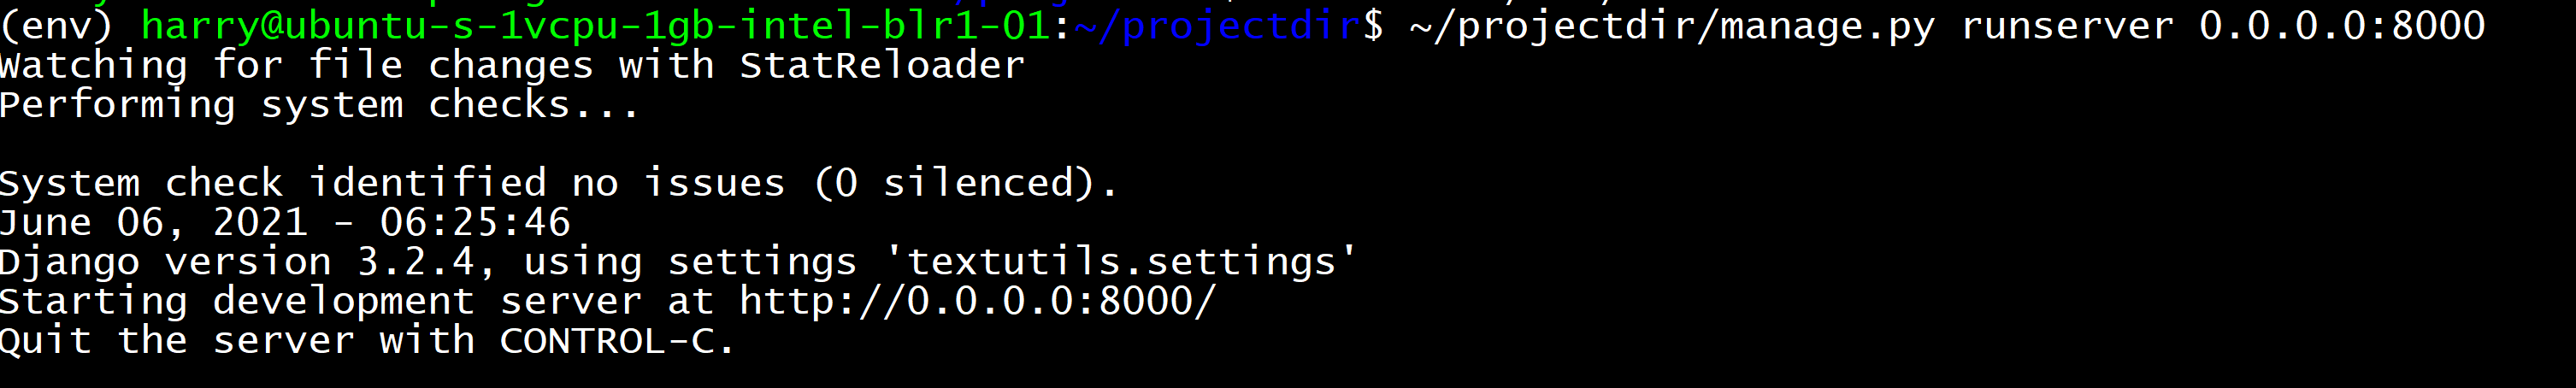 (env) harry@ubuntu-s-1vcpu-1gb-intel-blr1-01:~/projectdir$ ~/projectdir/manage.py runserver 0.0.0.0:8000
Watching for file changes with StatReloader
Performing system checks...
System check identified no issues (0 silenced).
June 06, 2021 - 06:25:46
Django version 3.2.4, using settings 'textutils.settings'
Starting development server at http://0.0.0.0:8000/
Quit the server with CONTROL-C.